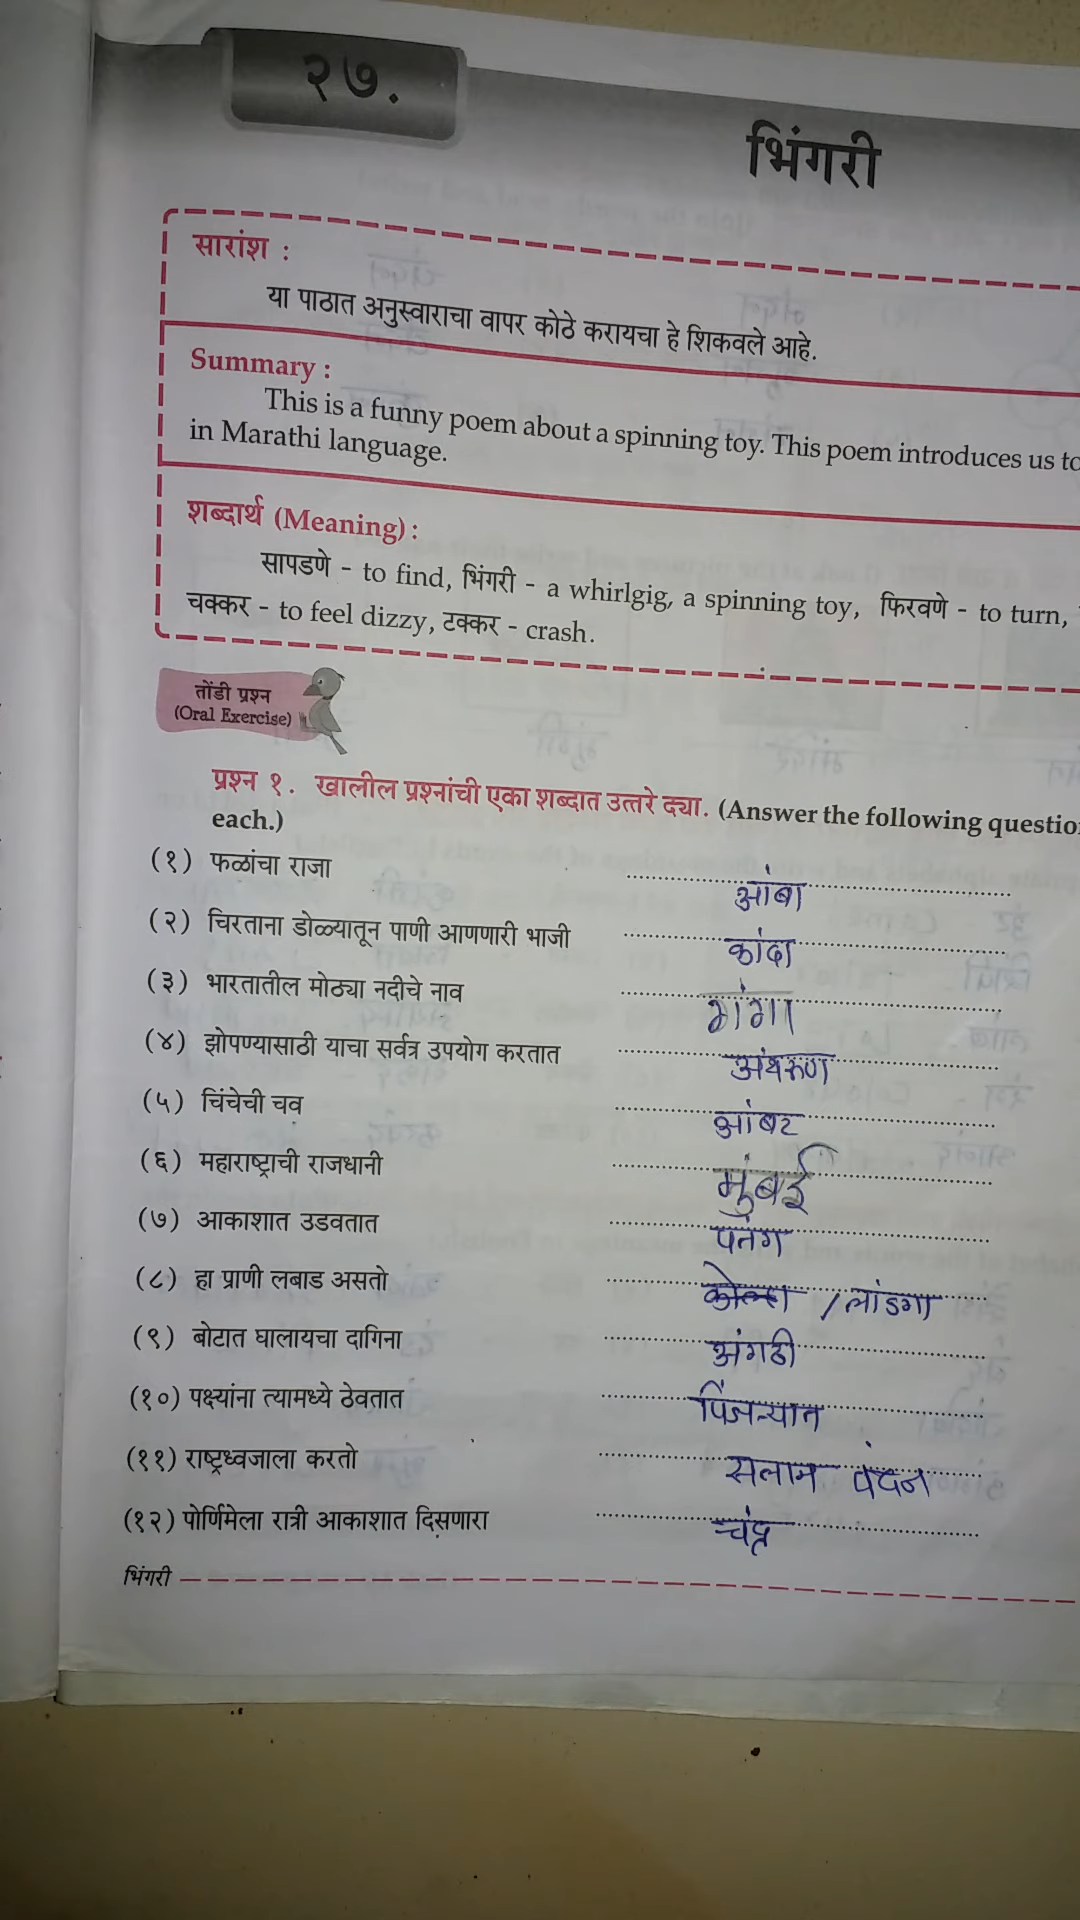 २७.
भिंगरी
सारांश :
या पाठात अनुस्वाराचा वापर कोठे करायचा हे शिकवले आहे.
Summary :
This is a funny poem about a spinning toy. This poem introduces us to
in Marathi language.
शब्दार्थ (Meaning) :
सापडणे - to find, भिंगरी - a whirlgig, a spinning toy, फिरवणे - to turn,
चक्कर - to feel dizzy, टक्कर - crash.
तोंडी प्रश्न
(Oral Exercise)
प्रश्न १. खालील प्रश्नांची एका शब्दात उत्तरे द्या. (Answer the following questio
each.)
(१) फळांचा राजा आंबा
(२) चिरताना डोळ्यातून पाणी आणणारी भाजी कांदा
(३) भारतातील मोठ्या नदीचे नाव गंगा
(४) झोपण्यासाठी याचा सर्वत्र उपयोग करतात अंथरुण
(५) चिंचेची चव आंबट
(६) महाराष्ट्राची राजधानी मुंबई
(७) आकाशात उडवतात पतंग
(८) हा प्राणी लबाड असतो कोल्हा / लांडगा
(९) बोटात घालायचा दागिना अंगठी
(१०) पक्ष्यांना त्यामध्ये ठेवतात पिंजऱ्यात
(११) राष्ट्रध्वजाला करतो सलाम वंदन
(१२) पोर्णिमेला रात्री आकाशात दिसणारा चंद्र
भिंगरी